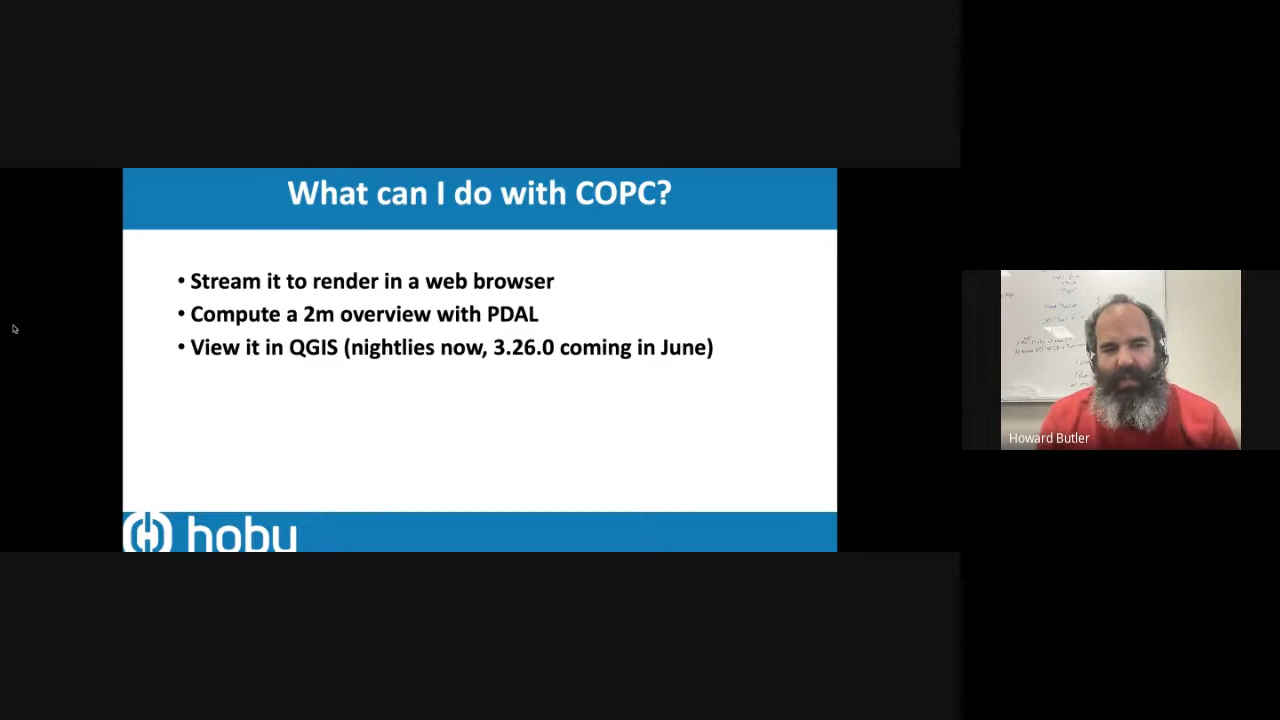 What can I do with COPC?
• Stream it to render in a web browser
• Compute a 2m overview with PDAL
• View it in QGIS (nightlies now, 3.26.0 coming in June)
hobu
Howard Butler